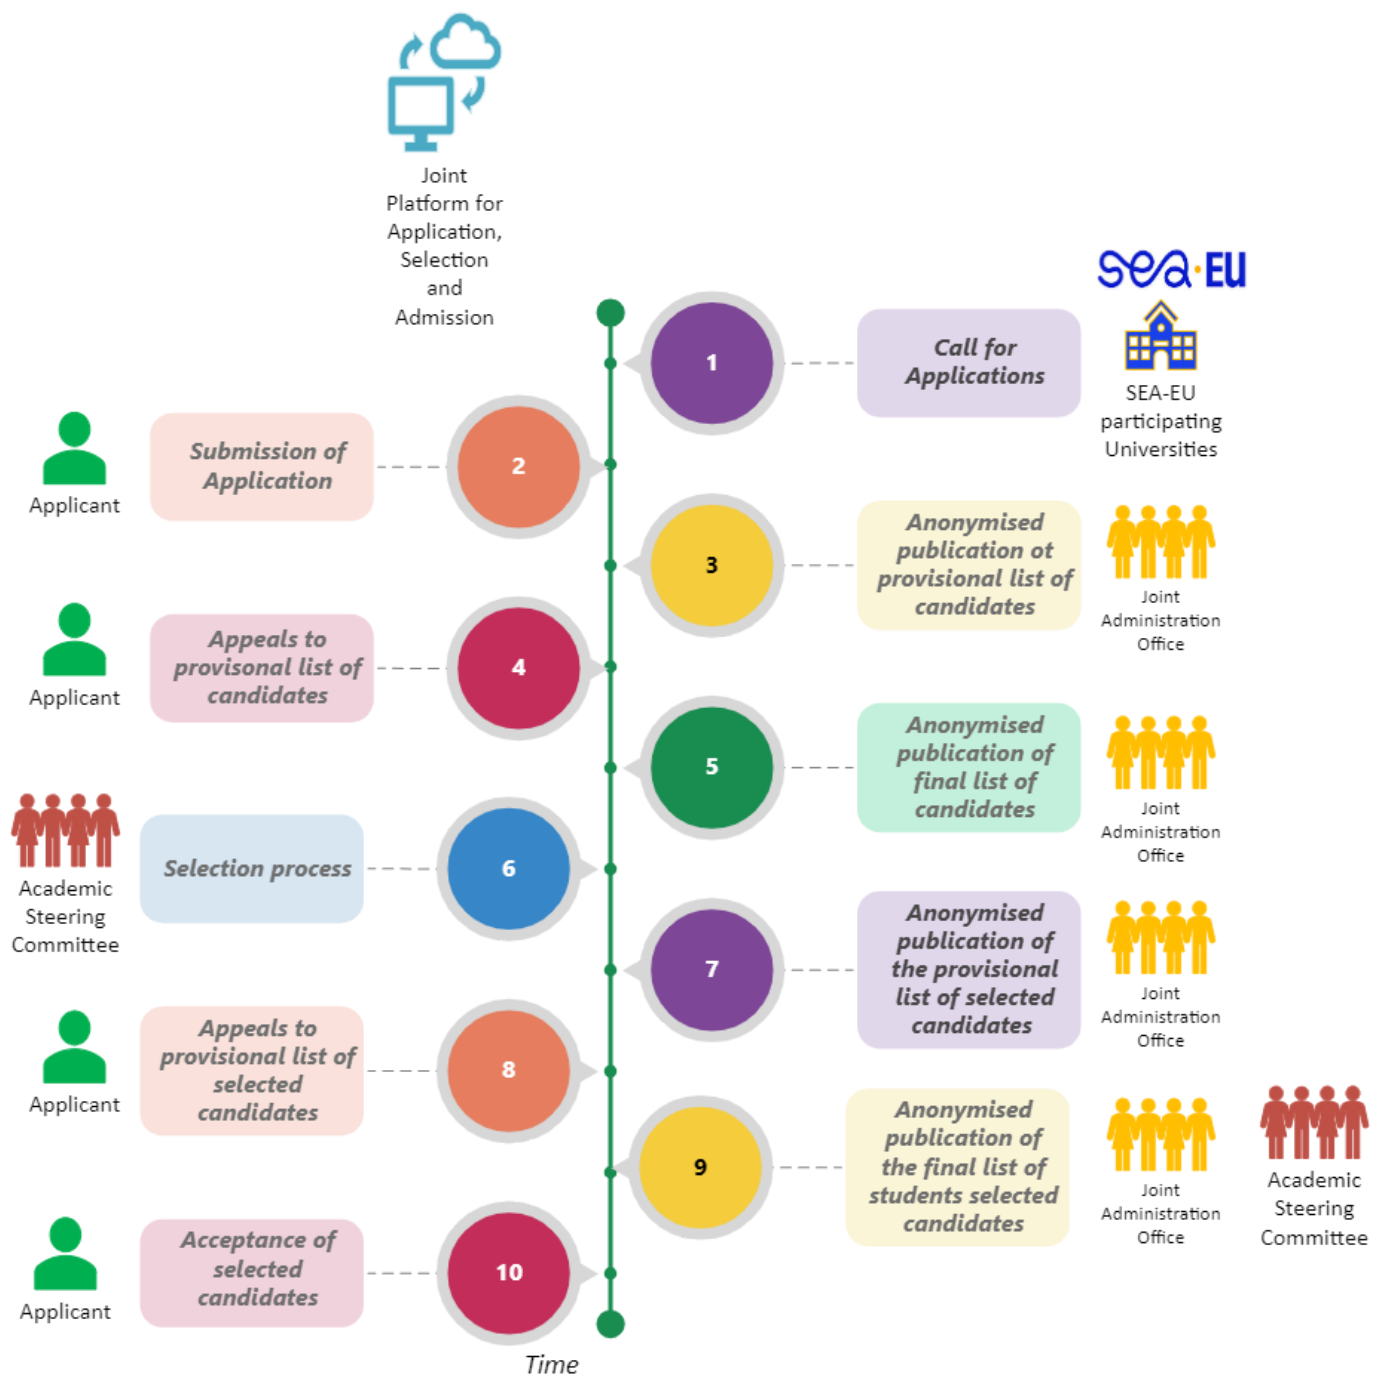 Joint
Platform for
Application,
Selection
and
Admission
sea·EU
SEA-EU
participating
Universities
1
Call for
Applications
Applicant
Submission of
Application
2
3
Anonymised
publication ot
provisional list of
candidates
Joint
Administration
Office
Applicant
Appeals to
provisonal list of
candidates
4
5
Anonymised
publication of
final list of
candidates
Joint
Administration
Office
Academic
Steering
Committee
Selection process
6
7
Anonymised
publication of
the provisional
list of selected
candidates
Joint
Administration
Office
Applicant
Appeals to
provisional list of
selected
candidates
8
9
Anonymised
publication of
the final list of
students selected
candidates
Joint
Administration
Office
Academic
Steering
Committee
Applicant
Acceptance of
selected
candidates
10
Time